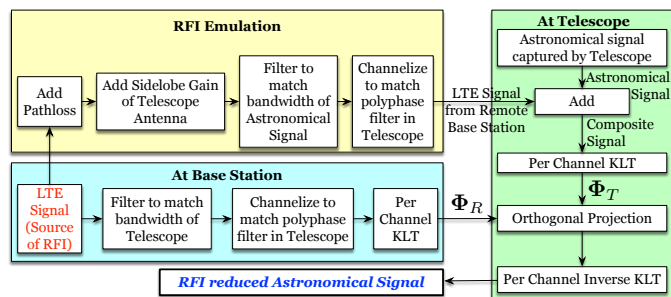 RFI Emulation
Add
Pathloss
Add Sidelobe Gain
of Telescope
Antenna
Filter to
match
bandwidth of
Astronomical
Signal
Channelize
to match
polyphase
filter in
Telescope
LTE Signal
from Remote
Base Station
At Telescope
Astronomical signal
captured by Telescope
Astronomical
Signal
Add
Composite
Signal
Per Channel KLT
Φ_T
Orthogonal Projection
Per Channel Inverse KLT
At Base Station
LTE
Signal
(Source
of RFI)
Filter to match
bandwidth of
Telescope
Channelize to
match polyphase
filter in Telescope
Per
Channel
KLT
Φ_R
RFI reduced Astronomical Signal